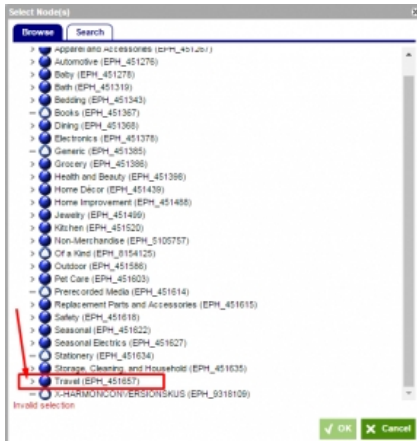 Select Node(s)
Browse Search
Apparel and Accessories (EPH_451267)
Automotive (EPH_451276)
Baby (EPH_451278)
Bath (EPH_451319)
Bedding (EPH_451343)
Books (EPH_451367)
Dining (EPH_451368)
Electronics (EPH_451378)
Generic (EPH_451385)
Grocery (EPH_451386)
Health and Beauty (EPH_451396)
Home Décor (EPH_451439)
Home Improvement (EPH_451488)
Jewelry (EPH_451499)
Kitchen (EPH_451520)
Non-Merchandise (EPH_5105757)
Of a Kind (EPH_8154125)
Outdoor (EPH_451586)
Pet Care (EPH_451603)
Prerecorded Media (EPH_451614)
Replacement Parts and Accessories (EPH_451615)
Safety (EPH_451618)
Seasonal (EPH_451622)
Seasonal Electrics (EPH_451627)
Stationery (EPH_451634)
Storage, Cleaning, and Household (EPH_451635)
Travel (EPH_451657)
X-HARMONCONVERSIONSKUS (EPH_9318109)
Invalid selection
OK X Cancel